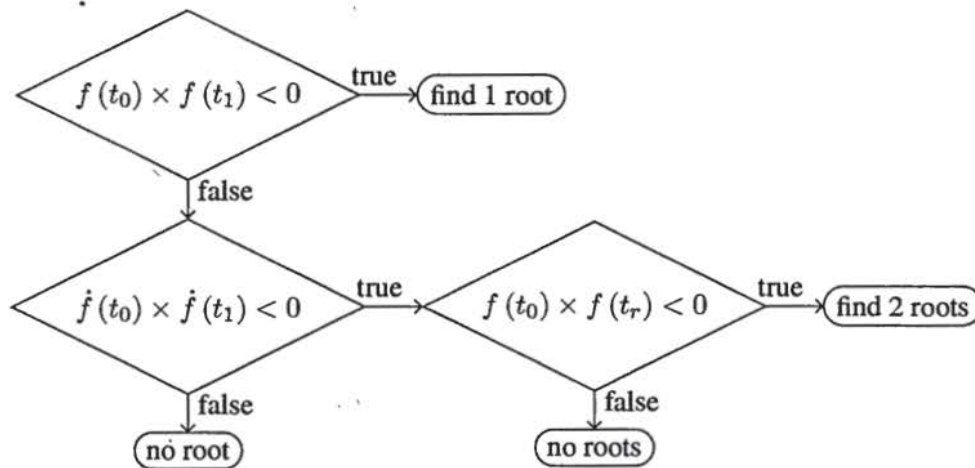 f (t₀) × f (t₁) < 0
true
find 1 root
false
ḟ (t₀) × ḟ (t₁) < 0
true
f (t₀) × f (tᵣ) < 0
true
find 2 roots
false
no root
false
no roots